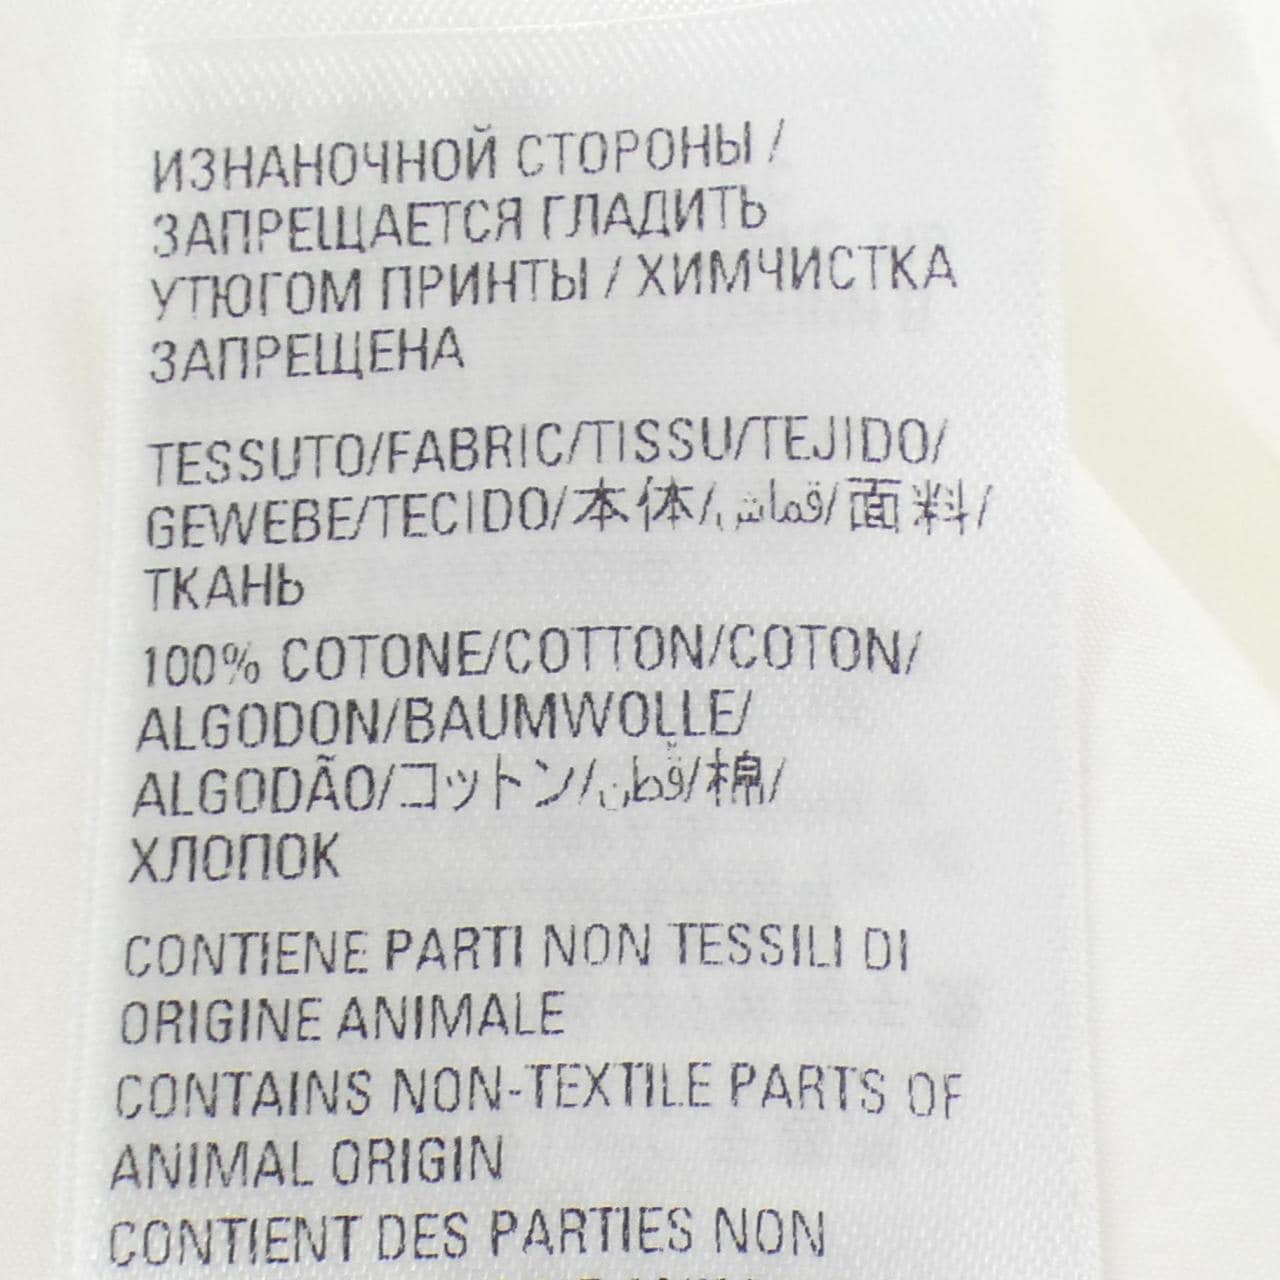 ИЗНАНОЧНОЙ СТОРОНЫ /
ЗАПРЕЩАЕТСЯ ГЛАДИТЬ
УТЮГОМ ПРИНТЫ / ХИМЧИСТКА
ЗАПРЕЩЕНА
TESSUTO/FABRIC/TISSU/TEJIDO/
GEWEBE/TECIDO/本体/قماش/面料/
ТКАНЬ
100% COTONE/COTTON/COTON/
ALGODON/BAUMWOLLE/
ALGODÃO/コットン/قطن/棉/
ХЛОПОК
CONTIENE PARTI NON TESSILI DI
ORIGINE ANIMALE
CONTAINS NON-TEXTILE PARTS OF
ANIMAL ORIGIN
CONTIENT DES PARTIES NON